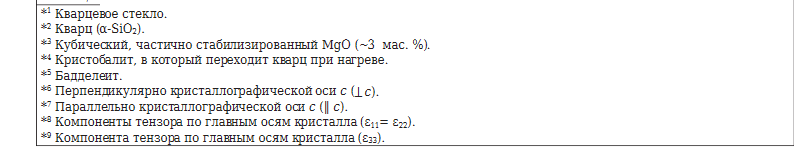 *¹ Кварцевое стекло.
*² Кварц (α-SiO₂).
*³ Кубический, частично стабилизированный MgO (~3 мас. %).
*⁴ Кристобалит, в который переходит кварц при нагреве.
*⁵ Бадделеит.
*⁶ Перпендикулярно кристаллографической оси c (⊥c).
*⁷ Параллельно кристаллографической оси c (∥ c).
*⁸ Компоненты тензора по главным осям кристалла (ε₁₁= ε₂₂).
*⁹ Компонента тензора по главным осям кристалла (ε₃₃).